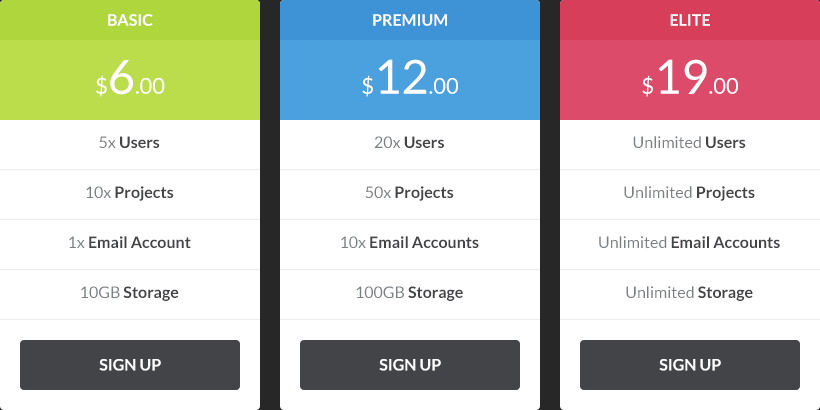 BASIC
$6.00
5x Users
10x Projects
1x Email Account
10GB Storage
SIGN UP
PREMIUM
$12.00
20x Users
50x Projects
10x Email Accounts
100GB Storage
SIGN UP
ELITE
$19.00
Unlimited Users
Unlimited Projects
Unlimited Email Accounts
Unlimited Storage
SIGN UP